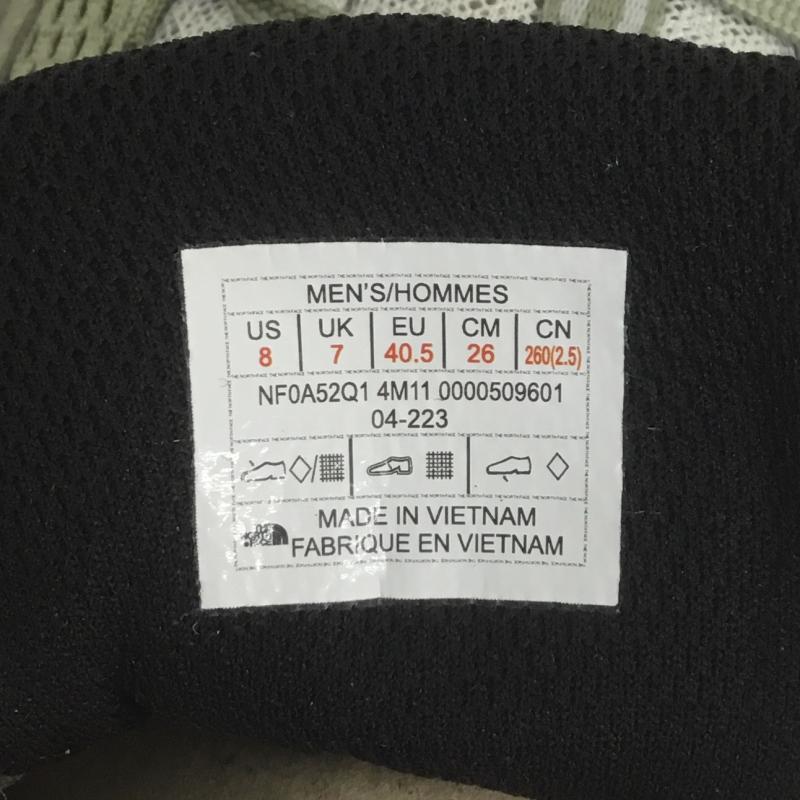 MEN'S/HOMMES
US UK EU CM CN
8 7 40.5 26 260(2.5)
NF0A52Q1 4M11 0000509601
04-223
MADE IN VIETNAM
FABRIQUE EN VIETNAM